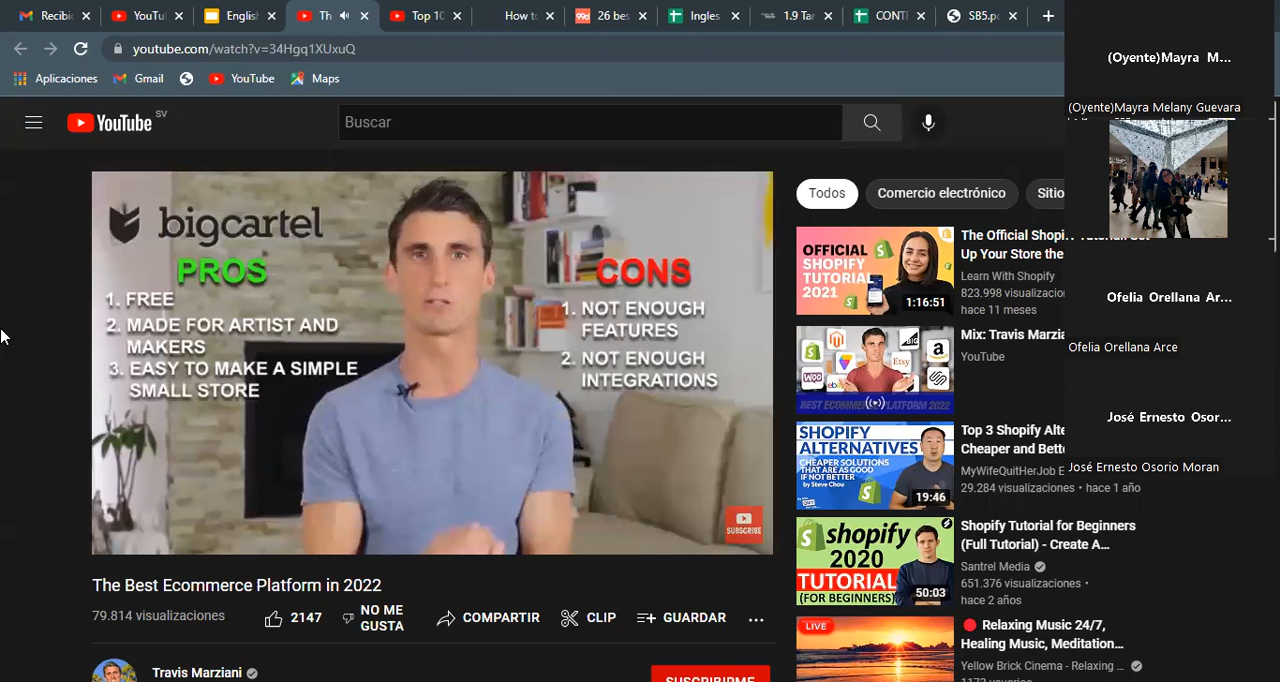 Recibi
YouTu
English
Th
Top 10
How to
26 bes
Ingles
1.9 Tar
CONTI
SB5.pc
youtube.com/watch?v=34Hgq1XUxuQ
Aplicaciones
Gmail
YouTube
Maps
YouTube SV
Buscar
bigcartel
PROS
1. FREE
2. MADE FOR ARTIST AND
MAKERS
3. EASY TO MAKE A SIMPLE
SMALL STORE
CONS
1. NOT ENOUGH
FEATURES
2. NOT ENOUGH
INTEGRATIONS
SUBSCRIBE
The Best Ecommerce Platform in 2022
79.814 visualizaciones
2147
NO ME
GUSTA
COMPARTIR
CLIP
GUARDAR
Travis Marziani
SUSCRIBIRME
Todos
Comercio electrónico
Sitio
OFFICIAL
SHOPIFY
TUTORIAL
2021
1:16:51
The Official Shopi
Up Your Store the
Learn With Shopify
823.998 visualizacion
hace 11 meses
BEST ECOMMERCE PLATFORM 2022
Mix: Travis Marzia
YouTube
SHOPIFY
ALTERNATIVES
CHEAPER SOLUTIONS
THAT ARE AS GOOD
IF NOT BETTER
by Steve Chou
19:46
Top 3 Shopify Alte
Cheaper and Bette
MyWifeQuitHerJob E
29.284 visualizaciones • hace 1 año
shopify
2020
TUTORIAL
(FOR BEGINNERS)
50:03
Shopify Tutorial for Beginners
(Full Tutorial) - Create A...
Santrel Media
651.376 visualizaciones •
hace 2 años
LIVE
Relaxing Music 24/7,
Healing Music, Meditation...
Yellow Brick Cinema - Relaxing ...
(Oyente)Mayra M...
(Oyente)Mayra Melany Guevara
Ofelia Orellana Ar...
Ofelia Orellana Arce
José Ernesto Osor...
José Ernesto Osorio Moran